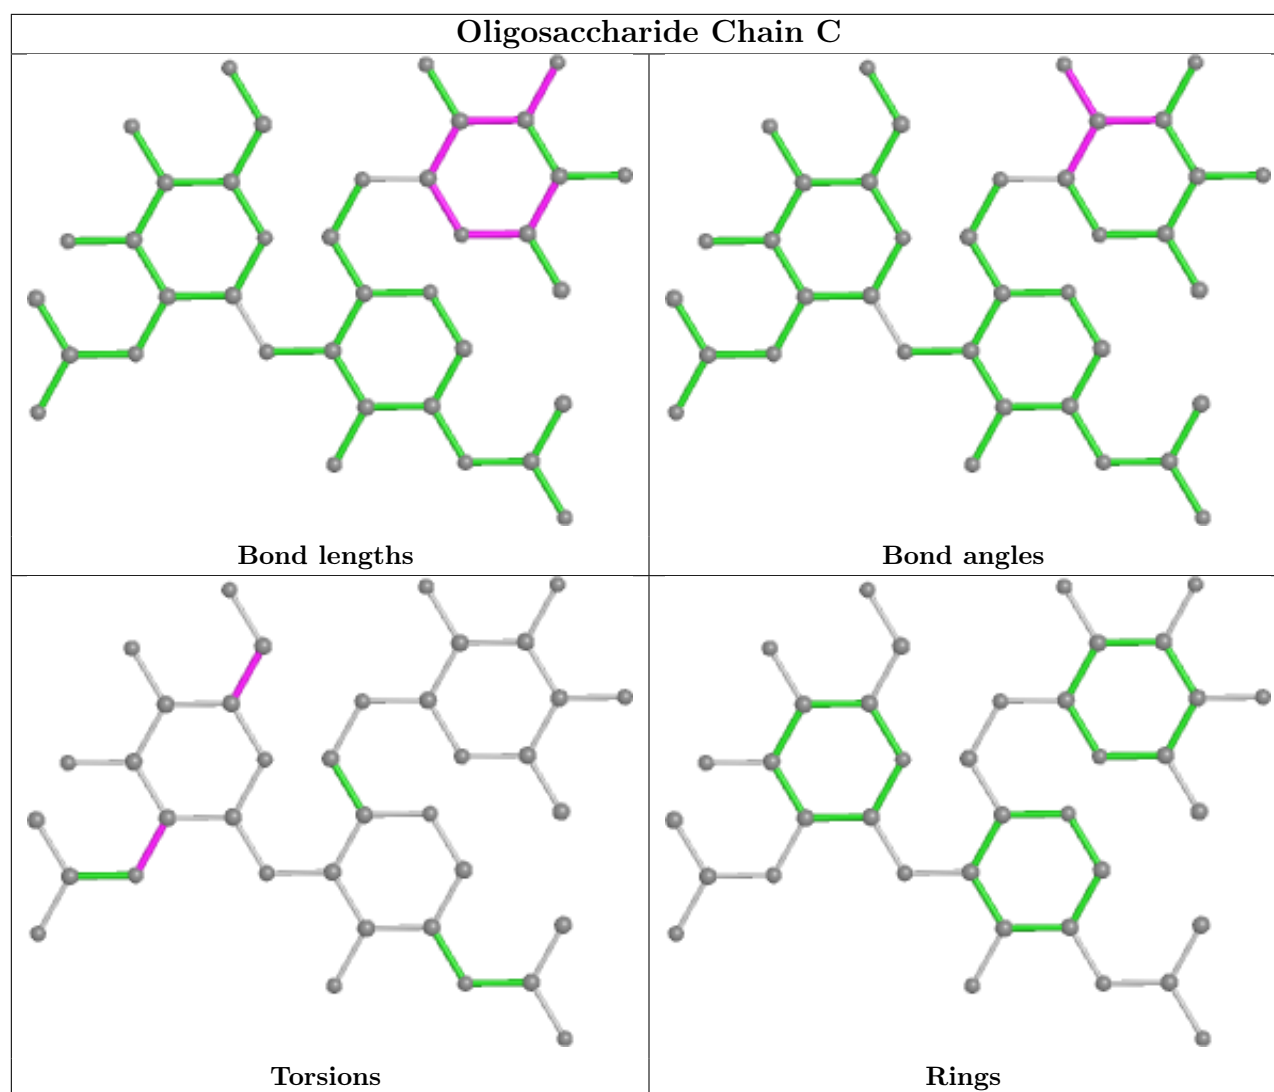 Oligosaccharide Chain C
Bond lengths
Bond angles
Torsions
Rings